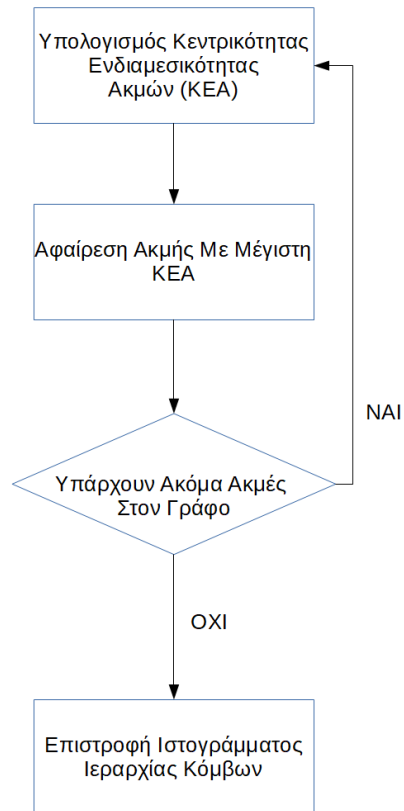 Υπολογισμός Κεντρικότητας
Ενδιαμεσικότητας
Ακμών (ΚΕΑ)
Αφαίρεση Ακμής Με Μέγιστη
ΚΕΑ
ΝΑΙ
Υπάρχουν Ακόμα Ακμές
Στον Γράφο
ΟΧΙ
Επιστροφή Ιστογράμματος
Ιεραρχίας Κόμβων